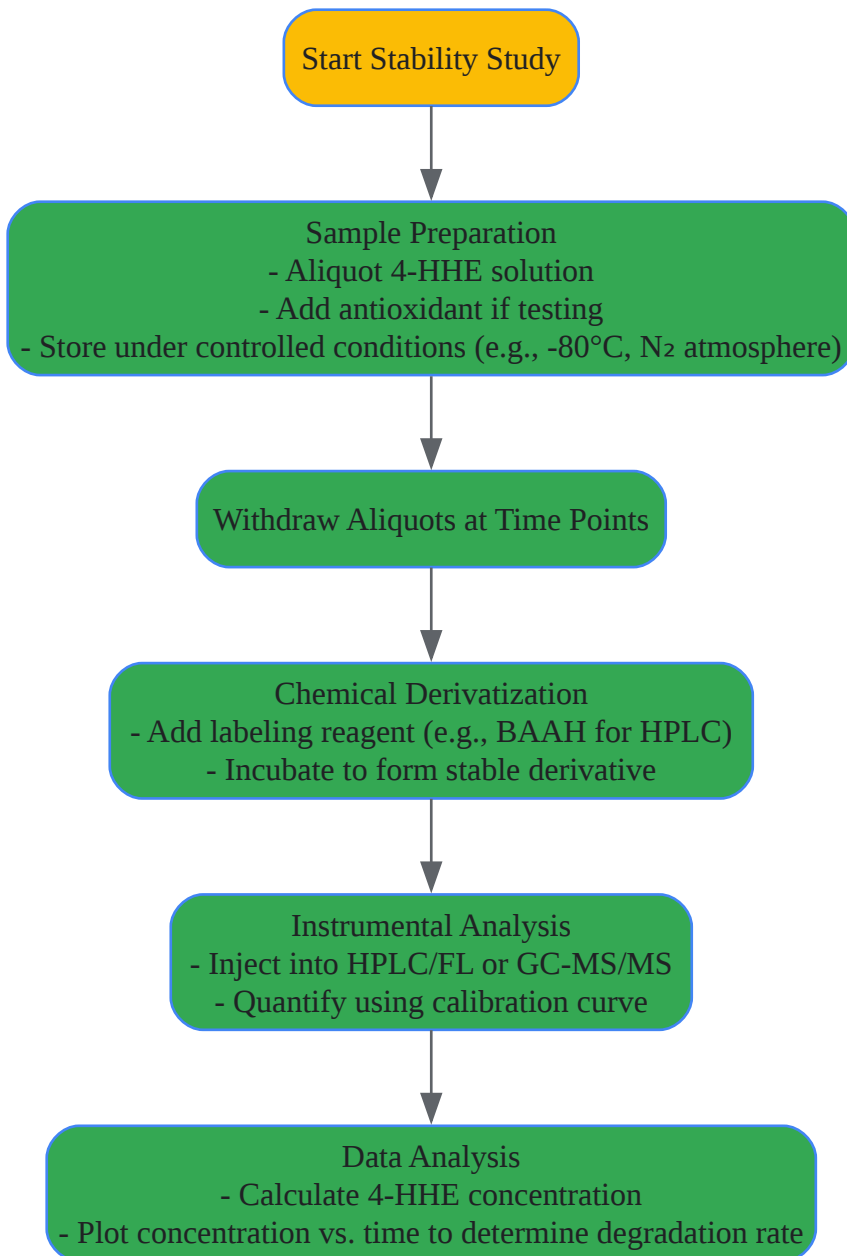 Start Stability Study
Sample Preparation
- Aliquot 4-HHE solution
- Add antioxidant if testing
- Store under controlled conditions (e.g., -80°C, N₂ atmosphere)
Withdraw Aliquots at Time Points
Chemical Derivatization
- Add labeling reagent (e.g., BAAH for HPLC)
- Incubate to form stable derivative
Instrumental Analysis
- Inject into HPLC/FL or GC-MS/MS
- Quantify using calibration curve
Data Analysis
- Calculate 4-HHE concentration
- Plot concentration vs. time to determine degradation rate